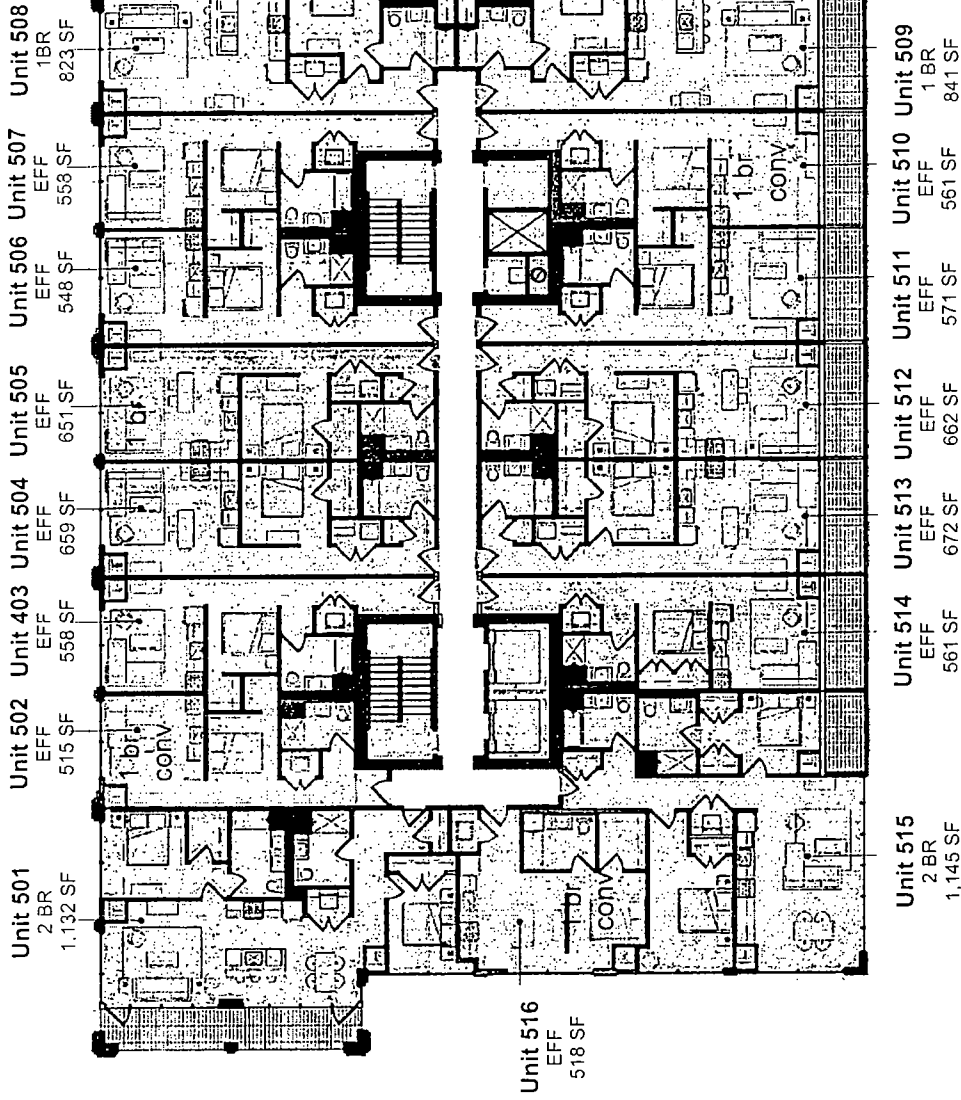 Unit 501
2 BR
1,132 SF
Unit 502
EFF
515 SF
Unit 403
EFF
558 SF
Unit 504
EFF
659 SF
Unit 505
EFF
651 SF
Unit 506
EFF
548 SF
Unit 507
EFF
558 SF
Unit 508
1BR
823 SF
1 br
conv
1 br
1 br
conv
1 br
conv
Unit 516
EFF
518 SF
Unit 515
2 BR
1,145 SF
Unit 514
EFF
561 SF
Unit 513
EFF
672 SF
Unit 512
EFF
662 SF
Unit 511
EFF
571 SF
Unit 510
EFF
561 SF
Unit 509
1 BR
841 SF